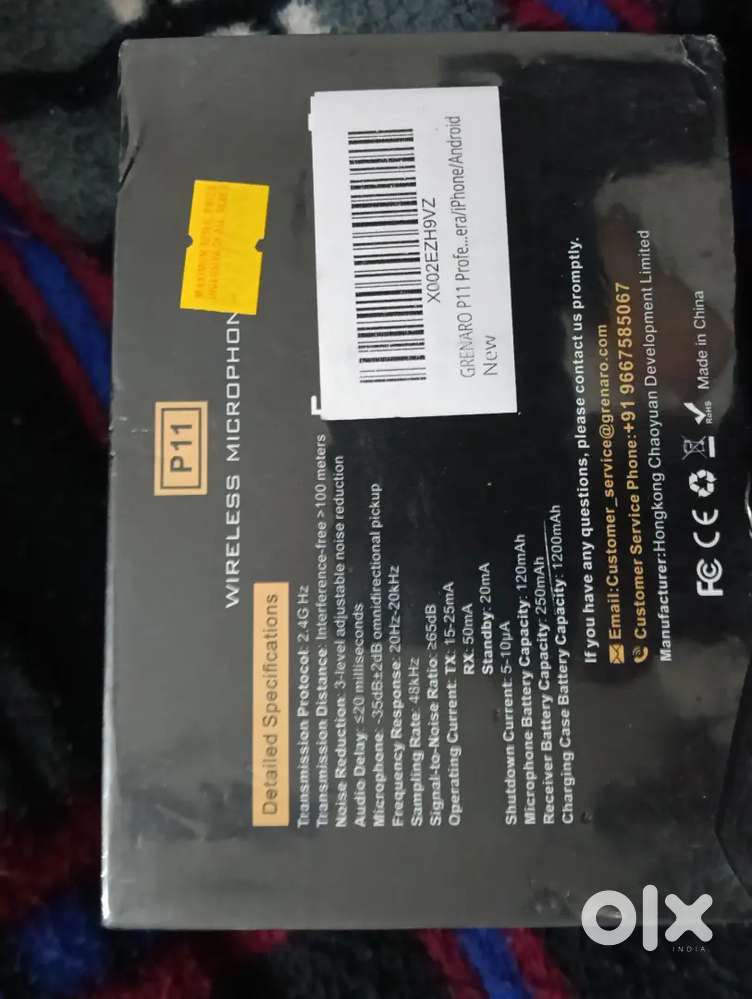 P11
WIRELESS MICROPHON
Detailed Specifications
Transmission Protocol: 2.4G Hz
Transmission Distance: Interference-free >100 meters
Noise Reduction: 3-level adjustable noise reduction
Audio Delay: ≤20 milliseconds
Microphone: -35dB±2dB omnidirectional pickup
Frequency Response: 20Hz-20kHz
Sampling Rate: 48kHz
Signal-to-Noise Ratio: ≥65dB
Operating Current: TX: 15-25mA
RX: 50mA
Standby: 20mA
Shutdown Current: 5-10μA
Microphone Battery Capacity: 120mAh
Receiver Battery Capacity: 250mAh
Charging Case Battery Capacity: 1200mAh
X002EZH9VZ
GRENARO P11 Profe...era/iPhone/Android
New
If you have any questions, please contact us promptly.
Email:Customer_service@grenaro.com
Customer Service Phone:+91 9667585067
Manufacturer:Hongkong Chaoyuan Development Limited
FC CE RoHS Made in China
olx
INDIA